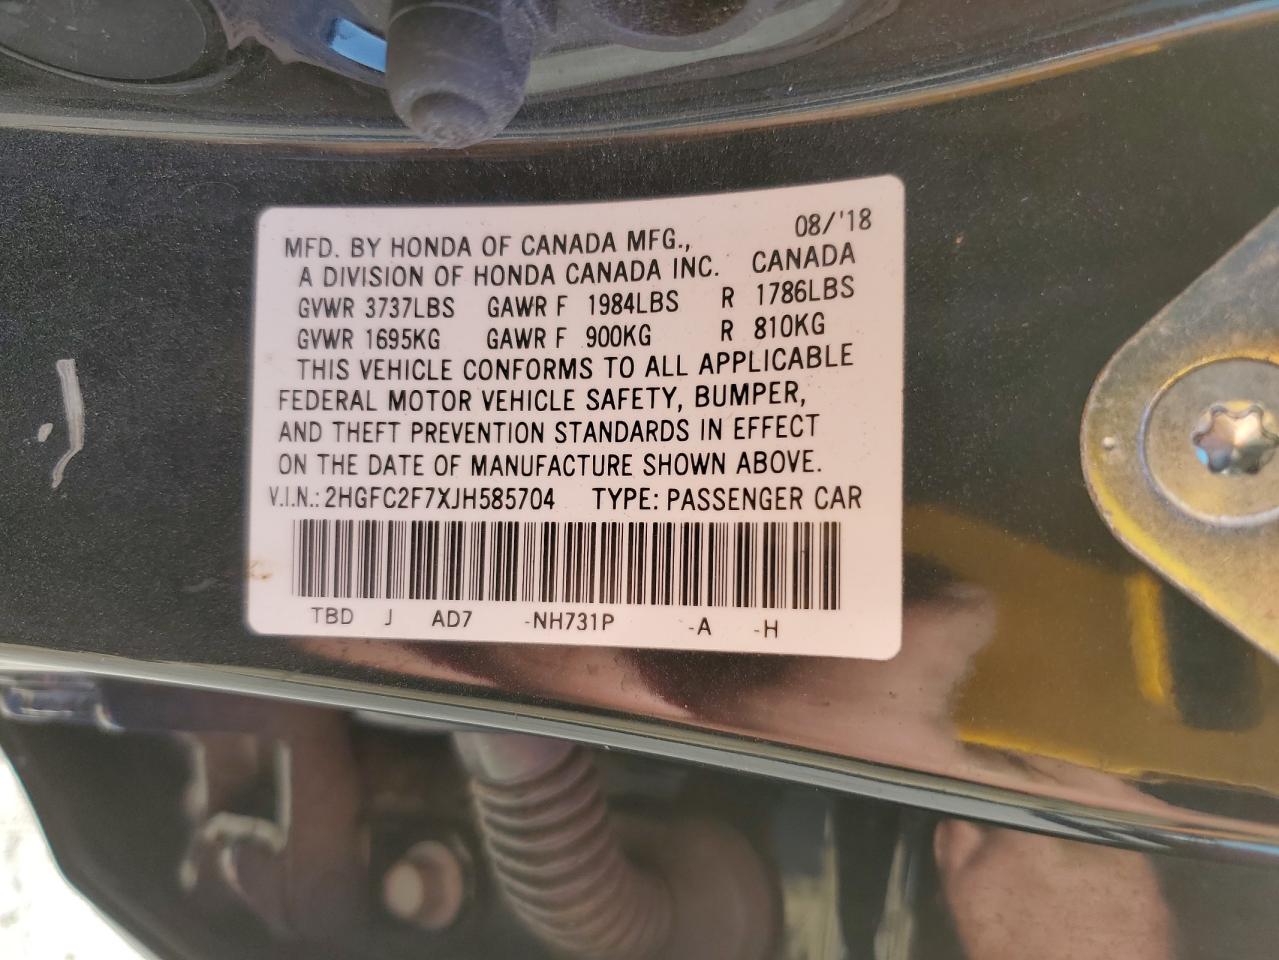 08/'18
MFD. BY HONDA OF CANADA MFG.,
A DIVISION OF HONDA CANADA INC. CANADA
GVWR 3737LBS GAWR F 1984LBS R 1786LBS
GVWR 1695KG GAWR F 900KG R 810KG
THIS VEHICLE CONFORMS TO ALL APPLICABLE
FEDERAL MOTOR VEHICLE SAFETY, BUMPER,
AND THEFT PREVENTION STANDARDS IN EFFECT
ON THE DATE OF MANUFACTURE SHOWN ABOVE.
V.I.N.: 2HGFC2F7XJH585704 TYPE: PASSENGER CAR
TBD J AD7 -NH731P -A -H